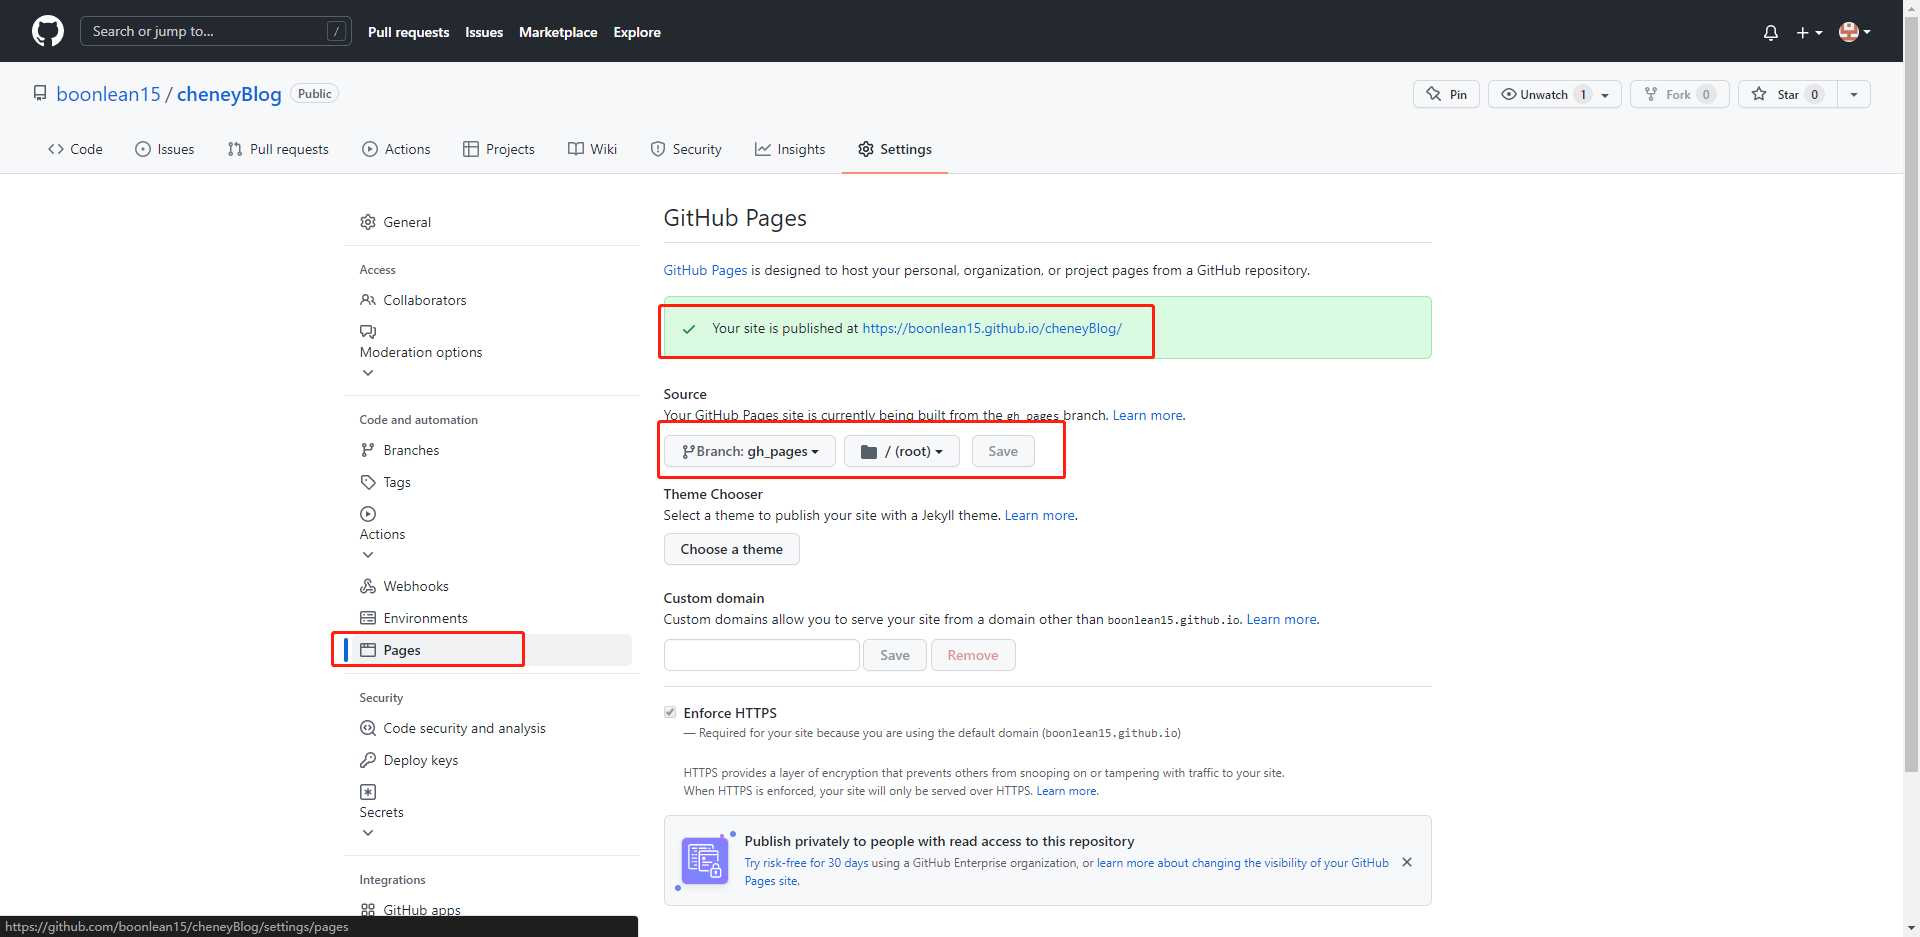 Search or jump to... /
Pull requests Issues Marketplace Explore
boonlean15 / cheneyBlog Public
Pin Unwatch 1 Fork 0 Star 0
Code Issues Pull requests Actions Projects Wiki Security Insights Settings
General
Access
Collaborators
Moderation options
Code and automation
Branches
Tags
Actions
Webhooks
Environments
Pages
Security
Code security and analysis
Deploy keys
Secrets
Integrations
GitHub apps
GitHub Pages
GitHub Pages is designed to host your personal, organization, or project pages from a GitHub repository.
Your site is published at https://boonlean15.github.io/cheneyBlog/
Source
Your GitHub Pages site is currently being built from the gh_pages branch. Learn more.
Branch: gh_pages / (root) Save
Theme Chooser
Select a theme to publish your site with a Jekyll theme. Learn more.
Choose a theme
Custom domain
Custom domains allow you to serve your site from a domain other than boonlean15.github.io. Learn more.
Save Remove
Enforce HTTPS
— Required for your site because you are using the default domain (boonlean15.github.io)
HTTPS provides a layer of encryption that prevents others from snooping on or tampering with traffic to your site.
When HTTPS is enforced, your site will only be served over HTTPS. Learn more.
Publish privately to people with read access to this repository
Try risk-free for 30 days using a GitHub Enterprise organization, or learn more about changing the visibility of your GitHub
Pages site.
https://github.com/boonlean15/cheneyBlog/settings/pages